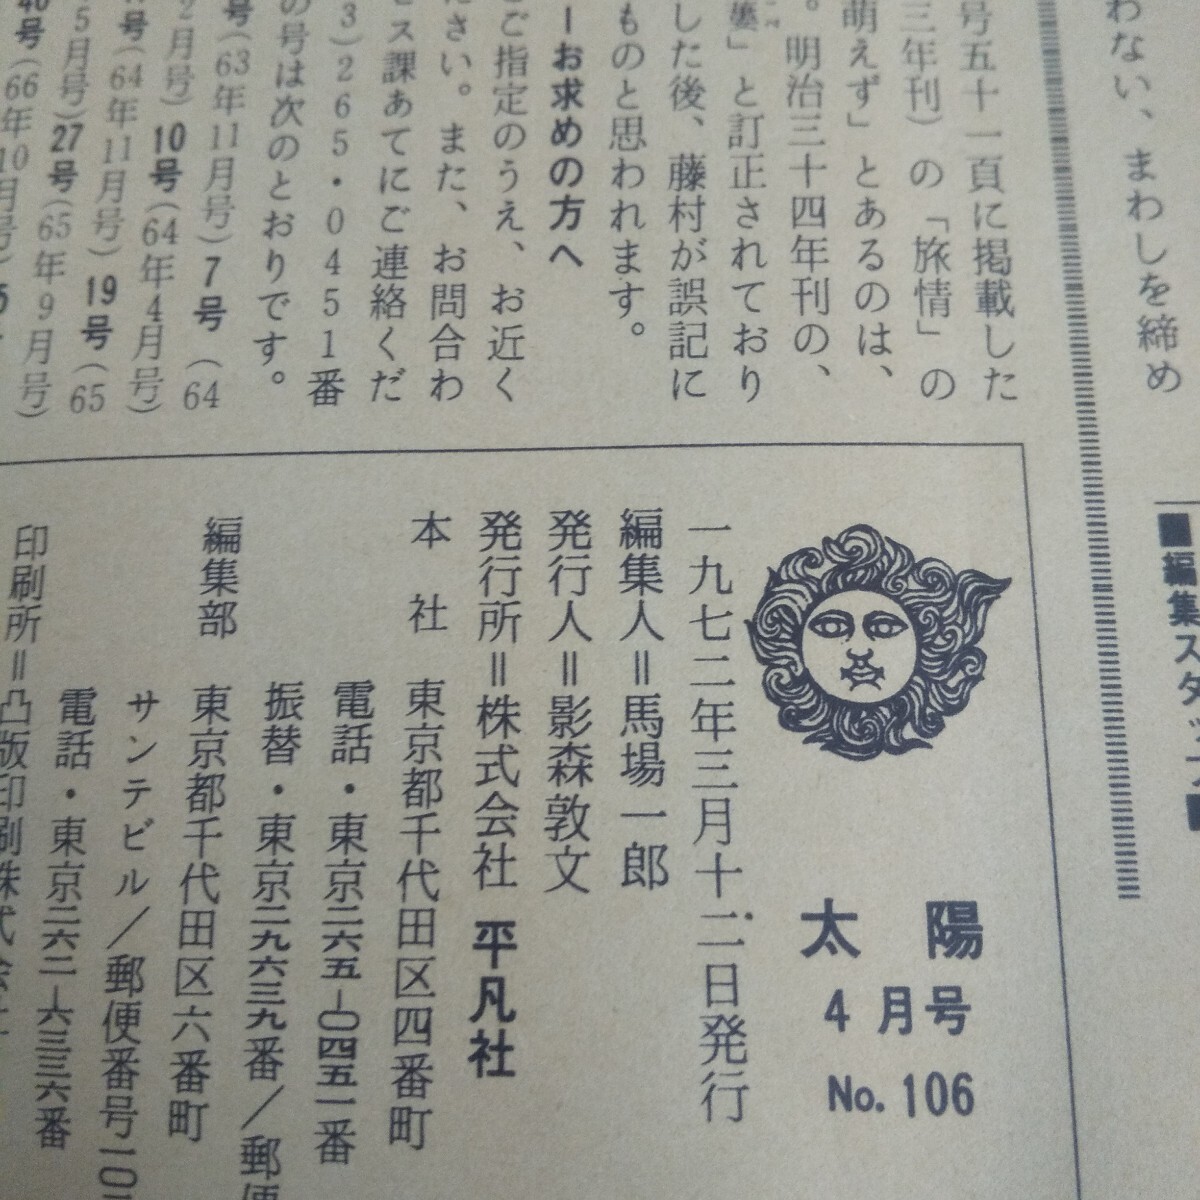 わない、まわしを締め
■編集スタッフ■
号五十一頁に掲載した
三年刊）の「旅情」の
萌えず」とあるのは、
。明治三十四年刊の、
」と訂正されており
した後、藤村が誤記に
ものと思われます。
ーお求めの方へ
ご指定のうえ、お近く
ださい。また、お問合わ
ビス課あてにご連絡くだ
3）265・0451番
の号は次のとおりです。
号（63年11月号）7号（64
2月号）10号（64年4月号）
号（64年11月号）19号（65
5月号）27号（65年9月号）
号（66年10月号）
太陽
4月号
No. 106
一九七二年三月十二日発行
編集人＝馬場一郎
発行人＝影森敦文
発行所＝株式会社 平凡社
本社 東京都千代田区四番町
電話・東京二六五-〇四五一番
振替・東京二九六三九番／郵便
編集部 東京都千代田区六番町
サンテビル／郵便番号一〇
電話・東京二六二-六三三六番
印刷所＝凸版印刷株式会社